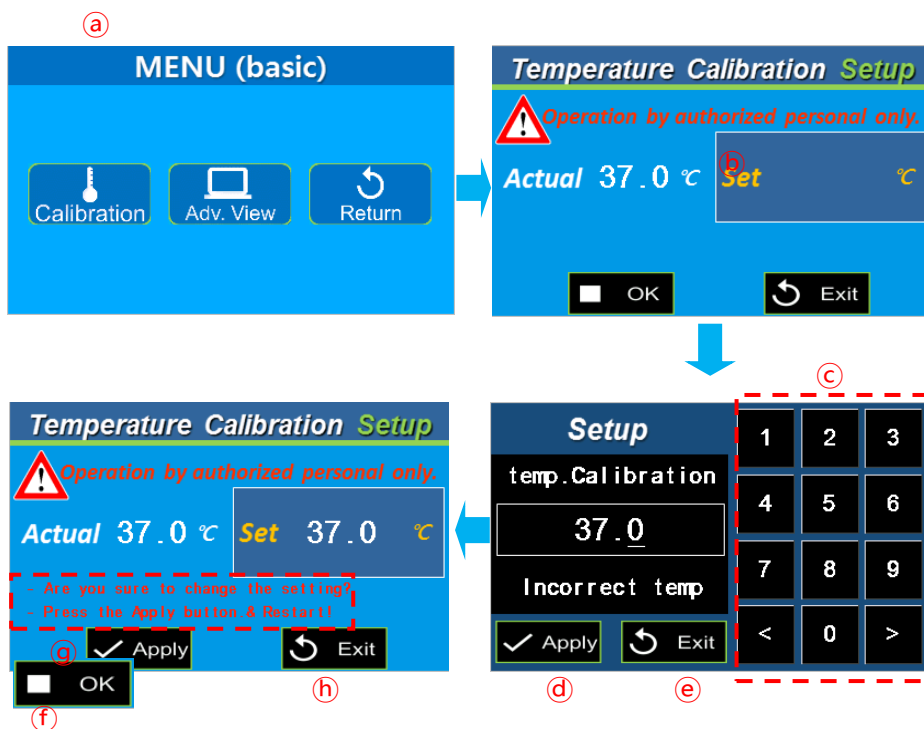 ⓐ
MENU (basic)
Calibration
Adv. View
Return
Temperature Calibration Setup
Operation by authorized personal only.
ⓑ
Actual 37.0 ℃ Set ℃
OK
Exit
ⓒ
Setup
temp.Calibration
37.0
Incorrect temp
Apply
Exit
1 2 3
4 5 6
7 8 9
< 0 >
ⓓ
ⓔ
Temperature Calibration Setup
Operation by authorized personal only.
Actual 37.0 ℃ Set 37.0 ℃
- Are you sure to change the setting?
- Press the Apply button.& Restart!
ⓖ
Apply
Exit
OK
ⓗ
ⓕ